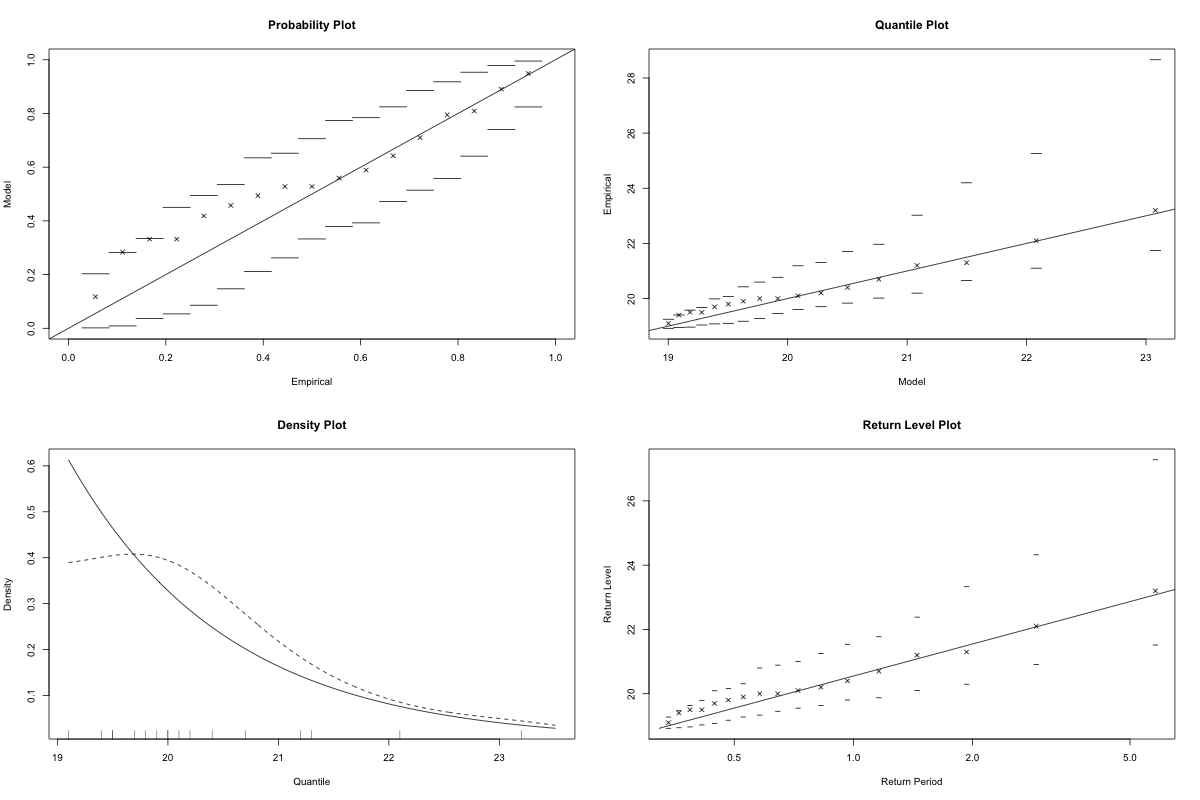 Probability Plot
Model
1.0
0.8
0.6
0.4
0.2
0.0
0.0 0.2 0.4 0.6 0.8 1.0
Empirical
Quantile Plot
Empirical
28
26
24
22
20
19 20 21 22 23
Model
Density Plot
Density
0.6
0.5
0.4
0.3
0.2
0.1
19 20 21 22 23
Quantile
Return Level Plot
Return Level
26
24
22
20
0.5 1.0 2.0 5.0
Return Period